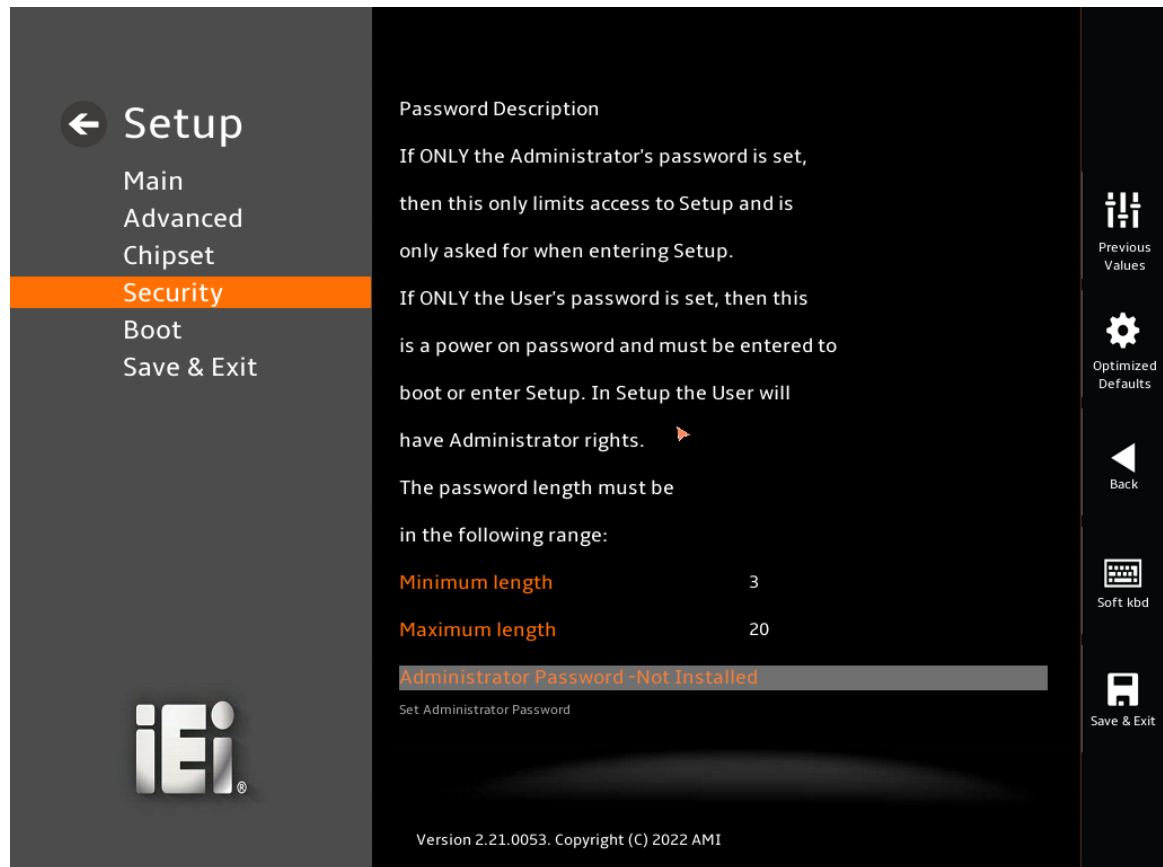 Setup
Main
Advanced
Chipset
Security
Boot
Save & Exit
Password Description
If ONLY the Administrator's password is set,
then this only limits access to Setup and is
only asked for when entering Setup.
If ONLY the User's password is set, then this
is a power on password and must be entered to
boot or enter Setup. In Setup the User will
have Administrator rights.
The password length must be
in the following range:
Minimum length 3
Maximum length 20
Administrator Password -Not Installed
Set Administrator Password
Version 2.21.0053. Copyright (C) 2022 AMI
Previous
Values
Optimized
Defaults
Back
Soft kbd
Save & Exit
iEi®